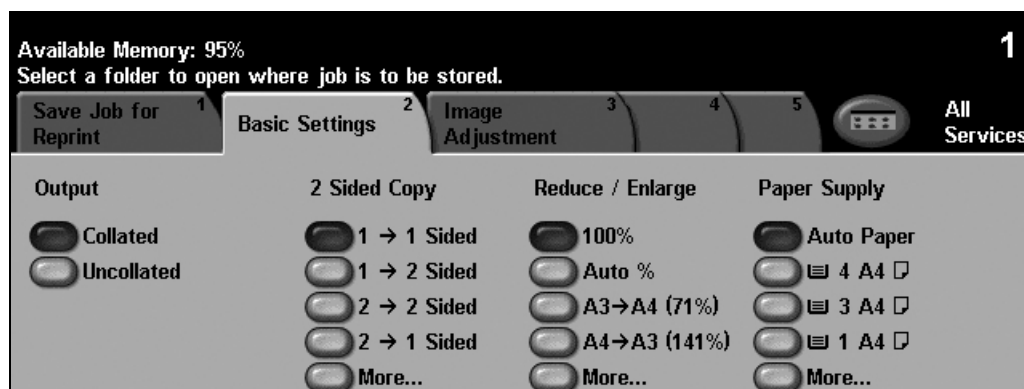 Available Memory: 95%
1
Select a folder to open where job is to be stored.
Save Job for Reprint 1
Basic Settings 2
Image Adjustment 3
4
5
All Services
Output
Collated
Uncollated
2 Sided Copy
1 → 1 Sided
1 → 2 Sided
2 → 2 Sided
2 → 1 Sided
More...
Reduce / Enlarge
100%
Auto %
A3→A4 (71%)
A4→A3 (141%)
More...
Paper Supply
Auto Paper
4 A4
3 A4
1 A4
More...